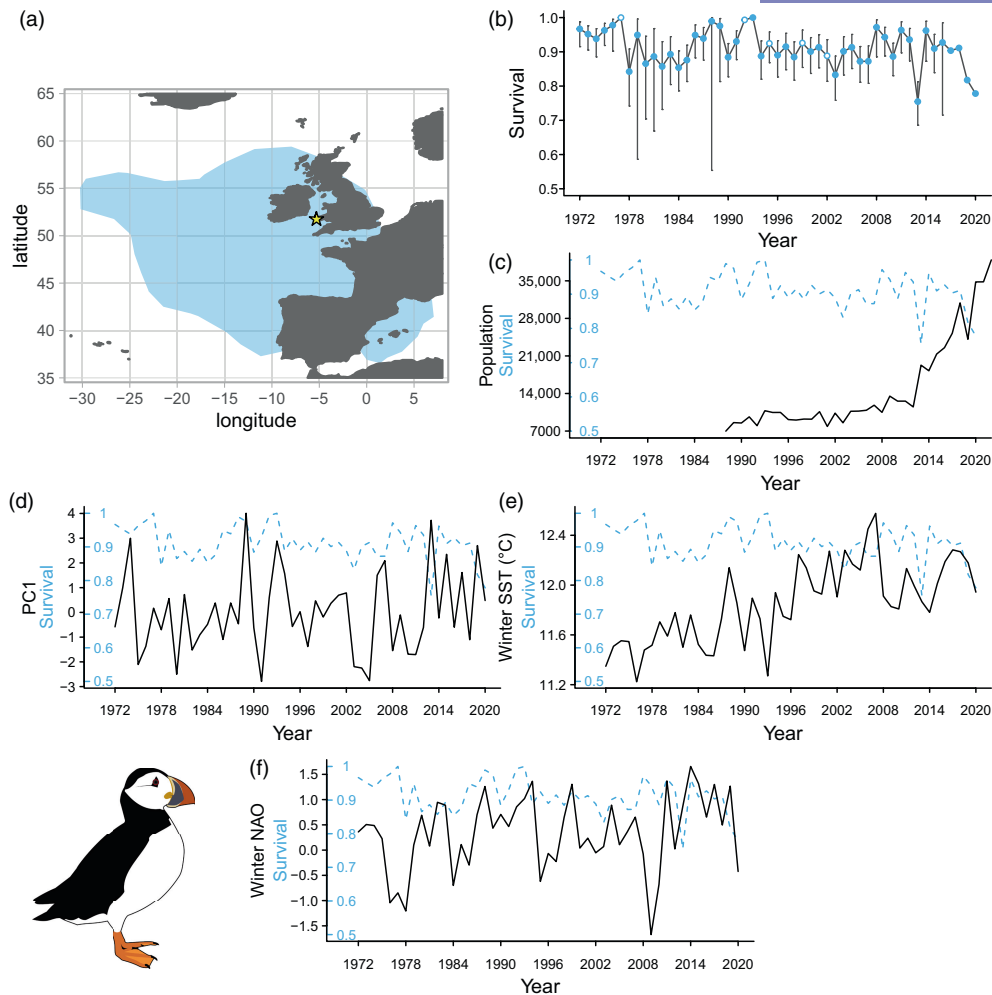 (a)
65
60
55
50
45
40
35
latitude
−30 −25 −20 −15 −10 −5 0 5
longitude
(b)
1.0
0.9
0.8
0.7
0.6
0.5
Survival
1972 1978 1984 1990 1996 2002 2008 2014 2020
Year
(c)
35,000
28,000
21,000
14,000
7000
1
0.9
0.8
0.7
0.6
0.5
Population
Survival
1972 1978 1984 1990 1996 2002 2008 2014 2020
Year
(d)
4
3
2
1
0
−1
−2
−3
1
0.9
0.8
0.7
0.6
0.5
PC1
Survival
1972 1978 1984 1990 1996 2002 2008 2014 2020
Year
(e)
12.4
12.0
11.6
11.2
1
0.9
0.8
0.7
0.6
0.5
Winter SST (°C)
Survival
1972 1978 1984 1990 1996 2002 2008 2014 2020
Year
(f)
1.5
1.0
0.5
0.0
−0.5
−1.0
−1.5
1
0.9
0.8
0.7
0.6
0.5
Winter NAO
Survival
1972 1978 1984 1990 1996 2002 2008 2014 2020
Year